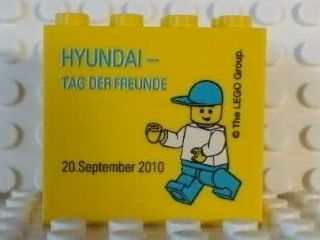 HYUNDAI –
TAG DER FREUNDE
© The LEGO Group.
20.September 2010